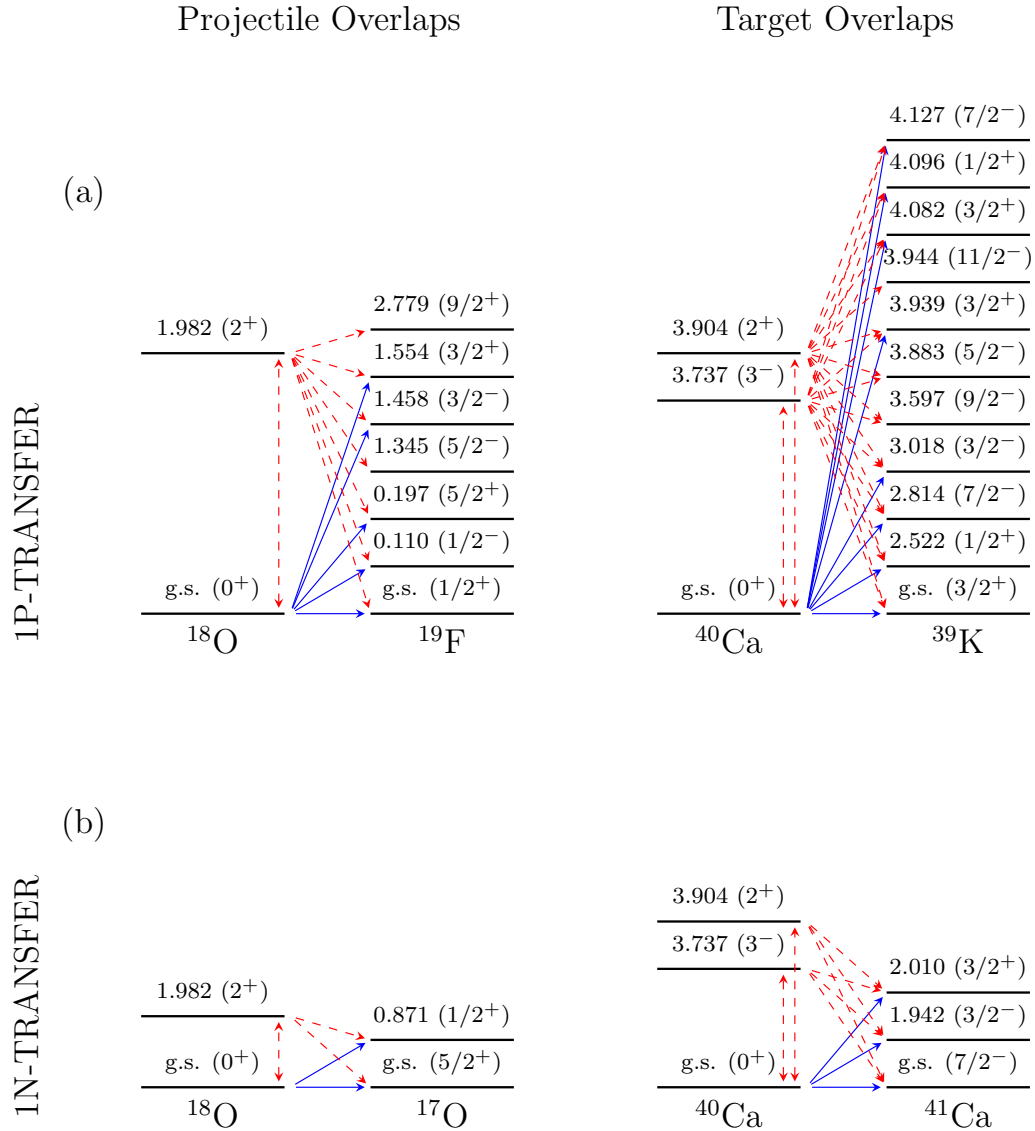 Projectile Overlaps
Target Overlaps
1P-TRANSFER
(a)
1.982 (2⁺)
g.s. (0⁺)
¹⁸O
2.779 (9/2⁺)
1.554 (3/2⁺)
1.458 (3/2⁻)
1.345 (5/2⁻)
0.197 (5/2⁺)
0.110 (1/2⁻)
g.s. (1/2⁺)
¹⁹F
3.904 (2⁺)
3.737 (3⁻)
g.s. (0⁺)
⁴⁰Ca
4.127 (7/2⁻)
4.096 (1/2⁺)
4.082 (3/2⁺)
3.944 (11/2⁻)
3.939 (3/2⁺)
3.883 (5/2⁻)
3.597 (9/2⁻)
3.018 (3/2⁻)
2.814 (7/2⁻)
2.522 (1/2⁺)
g.s. (3/2⁺)
³⁹K
1N-TRANSFER
(b)
1.982 (2⁺)
g.s. (0⁺)
¹⁸O
0.871 (1/2⁺)
g.s. (5/2⁺)
¹⁷O
3.904 (2⁺)
3.737 (3⁻)
g.s. (0⁺)
⁴⁰Ca
2.010 (3/2⁺)
1.942 (3/2⁻)
g.s. (7/2⁻)
⁴¹Ca